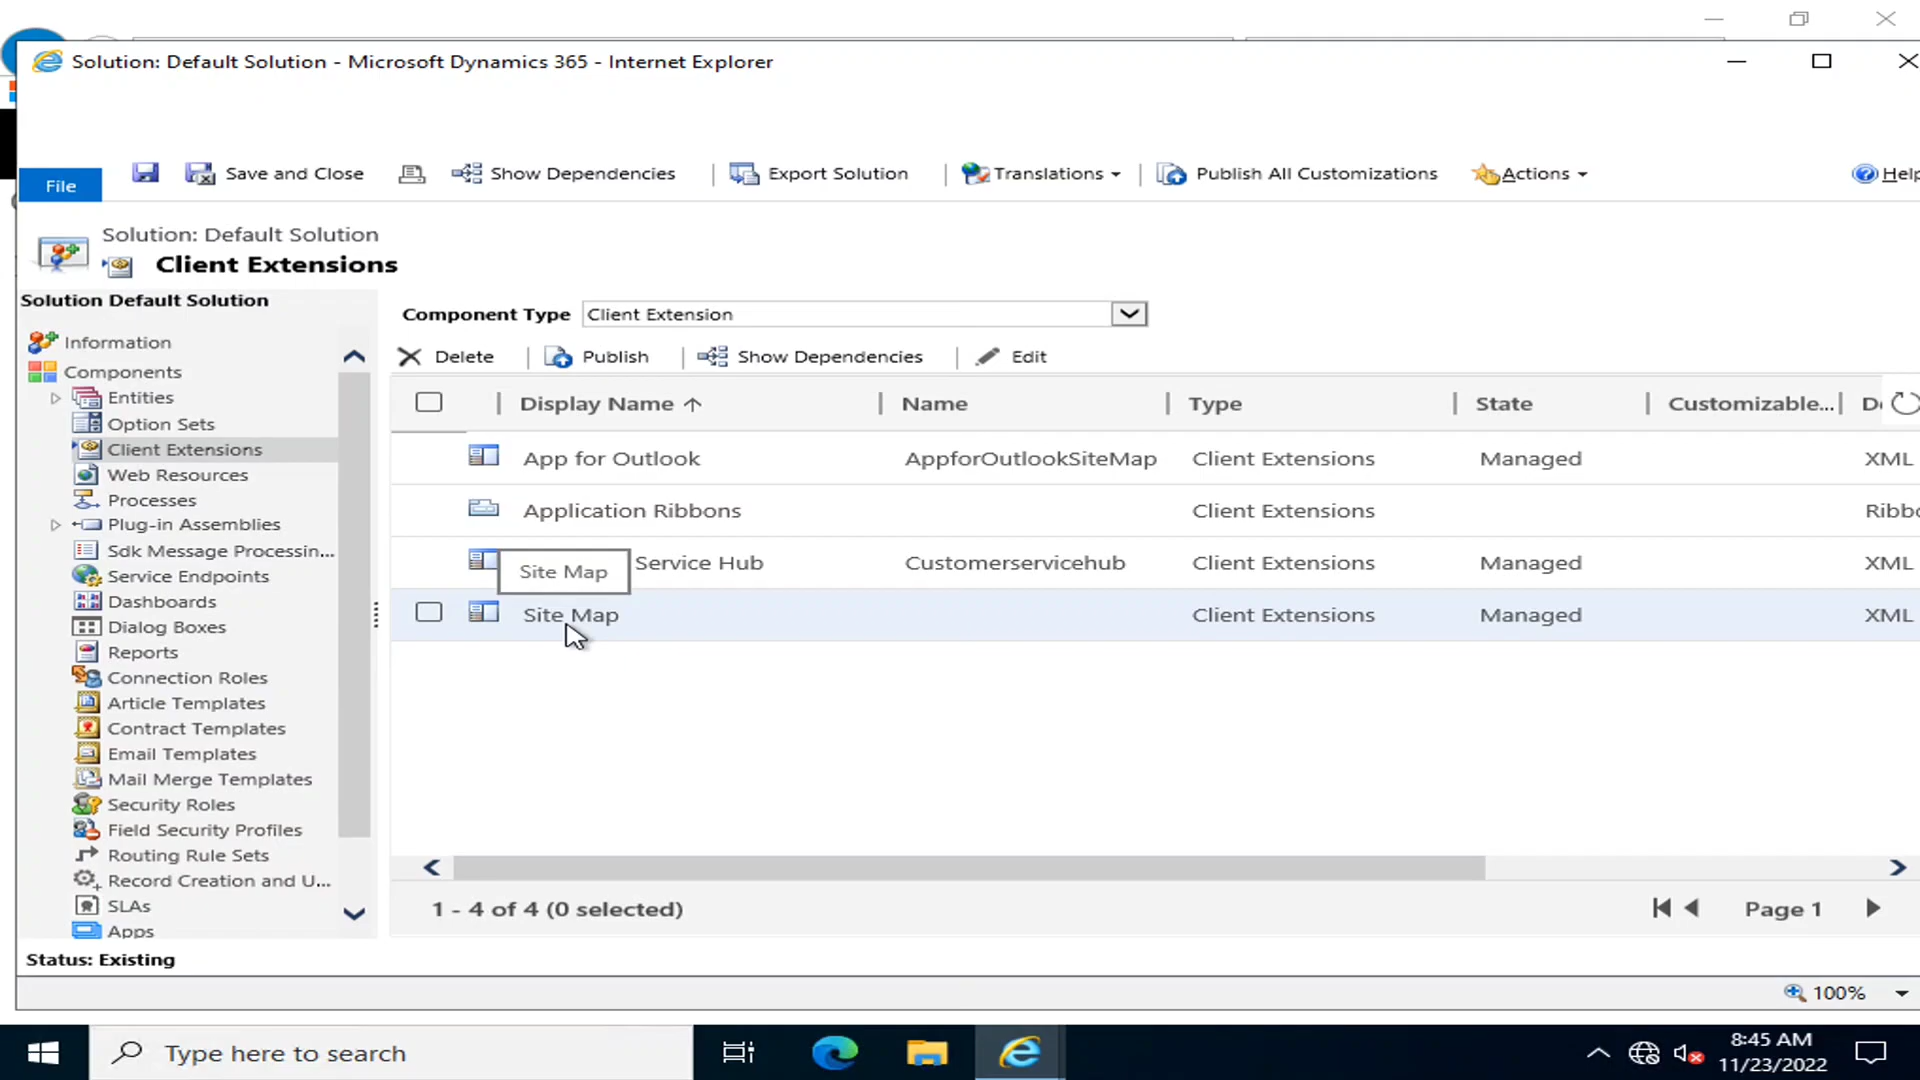 Solution: Default Solution - Microsoft Dynamics 365 - Internet Explorer
File
Save and Close
Show Dependencies
Export Solution
Translations
Publish All Customizations
Actions
Help
Solution: Default Solution
Client Extensions
Solution Default Solution
Information
Components
Entities
Option Sets
Client Extensions
Web Resources
Processes
Plug-in Assemblies
Sdk Message Processin...
Service Endpoints
Dashboards
Dialog Boxes
Reports
Connection Roles
Article Templates
Contract Templates
Email Templates
Mail Merge Templates
Security Roles
Field Security Profiles
Routing Rule Sets
Record Creation and U...
SLAs
Apps
Component Type Client Extension
Delete Publish Show Dependencies Edit
Display Name Name Type State Customizable...
App for Outlook AppforOutlookSiteMap Client Extensions Managed XML
Application Ribbons Client Extensions
Service Hub Customerservicehub Client Extensions Managed XML
Site Map
Site Map Client Extensions Managed XML
1 - 4 of 4 (0 selected) Page 1
Status: Existing
100%
Type here to search
8:45 AM
11/23/2022